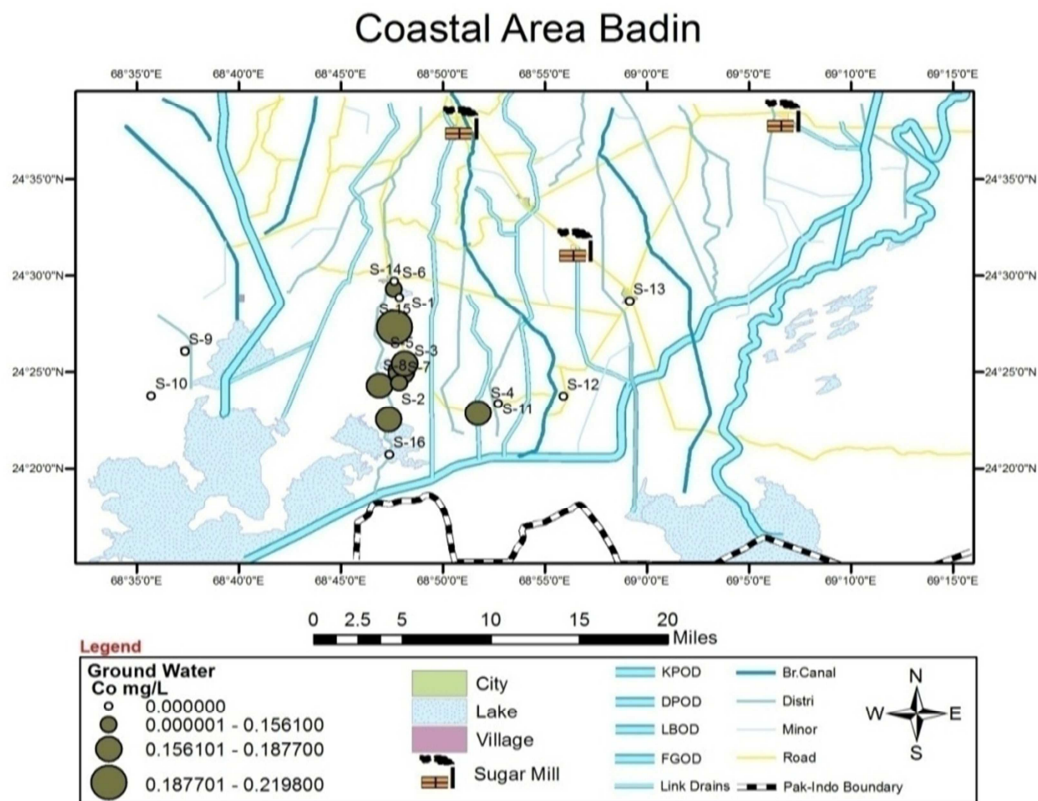 Coastal Area Badin
68°35'0"E 68°40'0"E 68°45'0"E 68°50'0"E 68°55'0"E 69°0'0"E 69°5'0"E 69°10'0"E 69°15'0"E
24°35'0"N 24°35'0"N
S-14 S-6
24°30'0"N 24°30'0"N
S-13
S-1
S-15
S-9
S-5
S-3
24°25'0"N 24°25'0"N
S-8 S-7
S-10
S-12
S-4
S-2
S-11
S-16
24°20'0"N 24°20'0"N
68°35'0"E 68°40'0"E 68°45'0"E 68°50'0"E 68°55'0"E 69°0'0"E 69°5'0"E 69°10'0"E 69°15'0"E
0 2.5 5 10 15 20
Miles
Legend
Ground Water
Co mg/L
0.000000
0.000001 - 0.156100
0.156101 - 0.187700
0.187701 - 0.219800
City
Lake
Village
Sugar Mill
KPOD
DPOD
LBOD
FGOD
Link Drains
Br.Canal
Distri
Minor
Road
Pak-Indo Boundary
N
W E
S